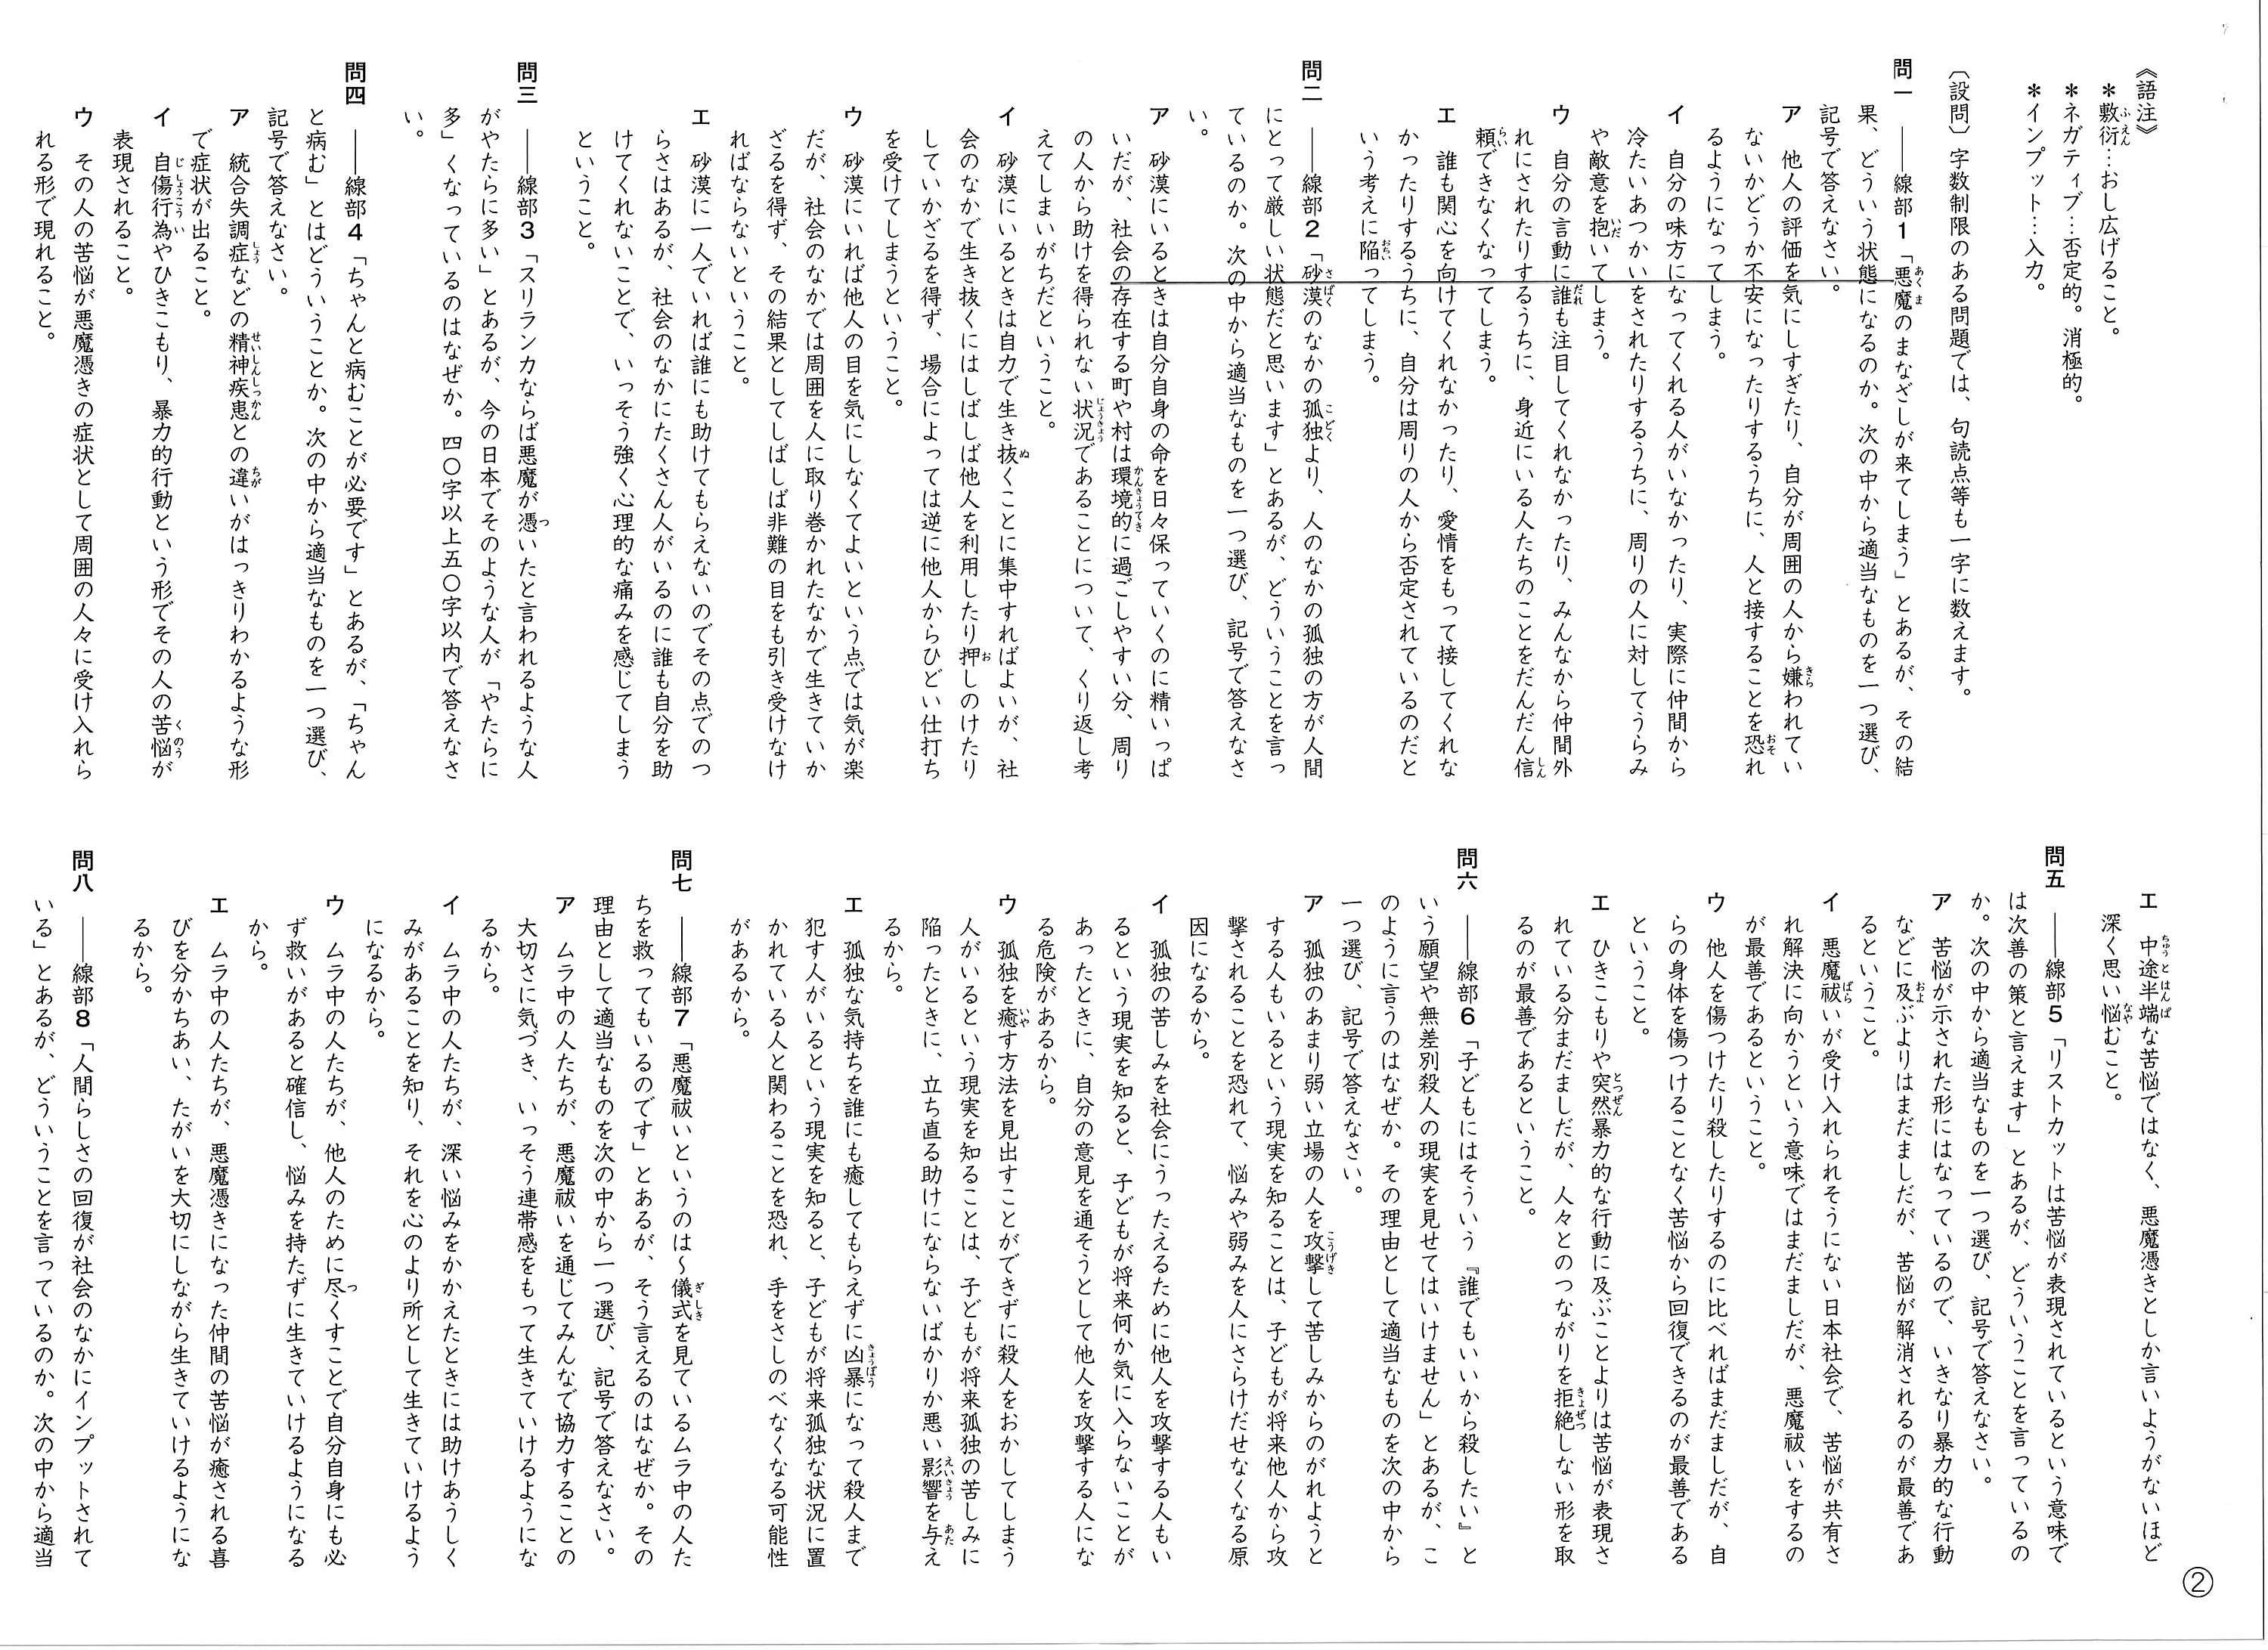 《語注》
＊敷衍…おし広げること。
＊ネガティブ…否定的。消極的。
＊インプット…入力。
〔設問〕字数制限のある問題では、句読点等も一字に数えます。
問一　――線部1「悪魔のまなざしが来てしまう」とあるが、その結
果、どういう状態になるのか。次の中から適当なものを一つ選び、
記号で答えなさい。
ア　他人の評価を気にしすぎたり、自分が周囲の人から嫌われてい
ないかどうか不安になったりするうちに、人と接することを恐れ
るようになってしまう。
イ　自分の味方になってくれる人がいなかったり、実際に仲間から
冷たいあつかいをされたりするうちに、周りの人に対してうらみ
や敵意を抱いてしまう。
ウ　自分の言動に誰も注目してくれなかったり、みんなから仲間外
れにされたりするうちに、身近にいる人たちのことをだんだん信
頼できなくなってしまう。
エ　誰も関心を向けてくれなかったり、愛情をもって接してくれな
かったりするうちに、自分は周りの人から否定されているのだと
いう考えに陥ってしまう。
問二　――線部2「砂漠のなかの孤独より、人のなかの孤独の方が人間
にとって厳しい状態だと思います」とあるが、どういうことを言っ
ているのか。次の中から適当なものを一つ選び、記号で答えなさ
い。
ア　砂漠にいるときは自分自身の命を日々保っていくのに精いっぱ
いだが、社会の存在する町や村は環境的に過ごしやすい分、周り
の人から助けを得られない状況であることについて、くり返し考
えてしまいがちだということ。
イ　砂漠にいるときは自力で生き抜くことに集中すればよいが、社
会のなかで生き抜くにはしばしば他人を利用したり押しのけたり
していかざるを得ず、場合によっては逆に他人からひどい仕打ち
を受けてしまうということ。
ウ　砂漠にいれば他人の目を気にしなくてよいという点では気が楽
だが、社会のなかでは周囲を人に取り巻かれたなかで生きていか
ざるを得ず、その結果としてしばしば非難の目をも引き受けなけ
ればならないということ。
エ　砂漠に一人でいれば誰にも助けてもらえないのでその点でのつ
らさはあるが、社会のなかにたくさん人がいるのに誰も自分を助
けてくれないことで、いっそう強く心理的な痛みを感じてしまう
ということ。
問三　――線部3「スリランカならば悪魔が憑いたと言われるような人
がやたらに多い」とあるが、今の日本でそのような人が「やたらに
多」くなっているのはなぜか。四〇字以上五〇字以内で答えなさ
い。
問四　――線部4「ちゃんと病むことが必要です」とあるが、「ちゃん
と病む」とはどういうことか。次の中から適当なものを一つ選び、
記号で答えなさい。
ア　統合失調症などの精神疾患との違いがはっきりわかるような形
で症状が出ること。
イ　自傷行為やひきこもり、暴力的行動という形でその人の苦悩が
表現されること。
ウ　その人の苦悩が悪魔憑きの症状として周囲の人々に受け入れら
れる形で現れること。
エ　中途半端な苦悩ではなく、悪魔憑きとしか言いようがないほど
深く思い悩むこと。
問五　――線部5「リストカットは苦悩が表現されているという意味で
は次善の策と言えます」とあるが、どういうことを言っているの
か。次の中から適当なものを一つ選び、記号で答えなさい。
ア　苦悩が示された形にはなっているので、いきなり暴力的な行動
などに及ぶよりはまだましだが、苦悩が解消されるのが最善であ
るということ。
イ　悪魔祓いが受け入れられそうにない日本社会で、苦悩が共有さ
れ解決に向かうという意味ではまだましだが、悪魔祓いをするの
が最善であるということ。
ウ　他人を傷つけたり殺したりするのに比べればまだましだが、自
らの身体を傷つけることなく苦悩から回復できるのが最善である
ということ。
エ　ひきこもりや突然暴力的な行動に及ぶことよりは苦悩が表現さ
れている分まだましだが、人々とのつながりを拒絶しない形を取
るのが最善であるということ。
問六　――線部6「子どもにはそういう『誰でもいいから殺したい』と
いう願望や無差別殺人の現実を見せてはいけません」とあるが、こ
のように言うのはなぜか。その理由として適当なものを次の中から
一つ選び、記号で答えなさい。
ア　孤独のあまり弱い立場の人を攻撃して苦しみからのがれようと
する人もいるという現実を知ることは、子どもが将来他人から攻
撃されることを恐れて、悩みや弱みを人にさらけだせなくなる原
因になるから。
イ　孤独の苦しみを社会にうったえるために他人を攻撃する人もい
るという現実を知ると、子どもが将来何か気に入らないことが
あったときに、自分の意見を通そうとして他人を攻撃する人にな
る危険があるから。
ウ　孤独を癒す方法を見出すことができずに殺人をおかしてしまう
人がいるという現実を知ることは、子どもが将来孤独の苦しみに
陥ったときに、立ち直る助けにならないばかりか悪い影響を与え
るから。
エ　孤独な気持ちを誰にも癒してもらえずに凶暴になって殺人まで
犯す人がいるという現実を知ると、子どもが将来孤独な状況に置
かれている人と関わることを恐れ、手をさしのべなくなる可能性
があるから。
問七　――線部7「悪魔祓いというのは～儀式を見ているムラ中の人た
ちを救ってもいるのです」とあるが、そう言えるのはなぜか。その
理由として適当なものを次の中から一つ選び、記号で答えなさい。
ア　ムラ中の人たちが、悪魔祓いを通じてみんなで協力することの
大切さに気づき、いっそう連帯感をもって生きていけるようにな
るから。
イ　ムラ中の人たちが、深い悩みをかかえたときには助けあうしく
みがあることを知り、それを心のより所として生きていけるよう
になるから。
ウ　ムラ中の人たちが、他人のために尽くすことで自分自身にも必
ず救いがあると確信し、悩みを持たずに生きていけるようになる
から。
エ　ムラ中の人たちが、悪魔憑きになった仲間の苦悩が癒される喜
びを分かちあい、たがいを大切にしながら生きていけるようにな
るから。
問八　――線部8「人間らしさの回復が社会のなかにインプットされて
いる」とあるが、どういうことを言っているのか。次の中から適当
②